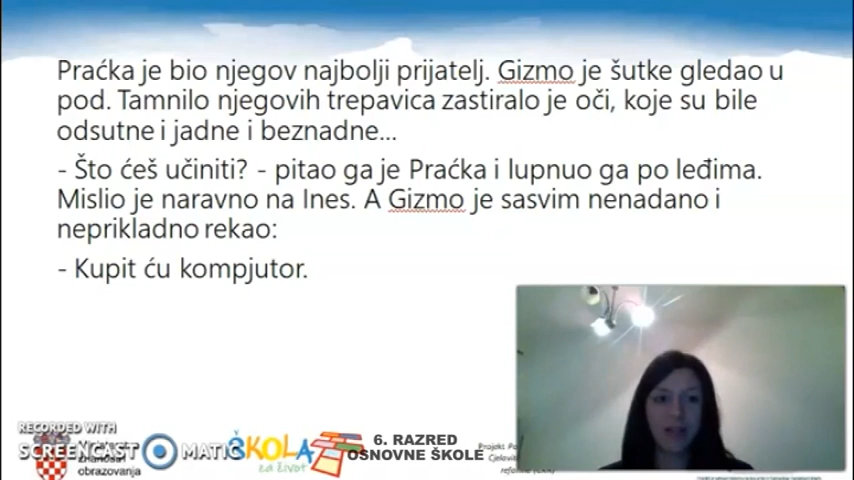 Praćka je bio njegov najbolji prijatelj. Gizmo je šutke gledao u
pod. Tamnilo njegovih trepavica zastiralo je oči, koje su bile
odsutne i jadne i beznadne...
- Što ćeš učiniti? - pitao ga je Praćka i lupnuo ga po leđima.
Mislio je naravno na Ines. A Gizmo je sasvim nenadano i
neprikladno rekao:
- Kupit ću kompjutor.
RECORDED WITH
SCREENCAST MATIC
obrazovanja
ŠKOLA
za život
6. RAZRED
OSNOVNE ŠKOLE
Projekt